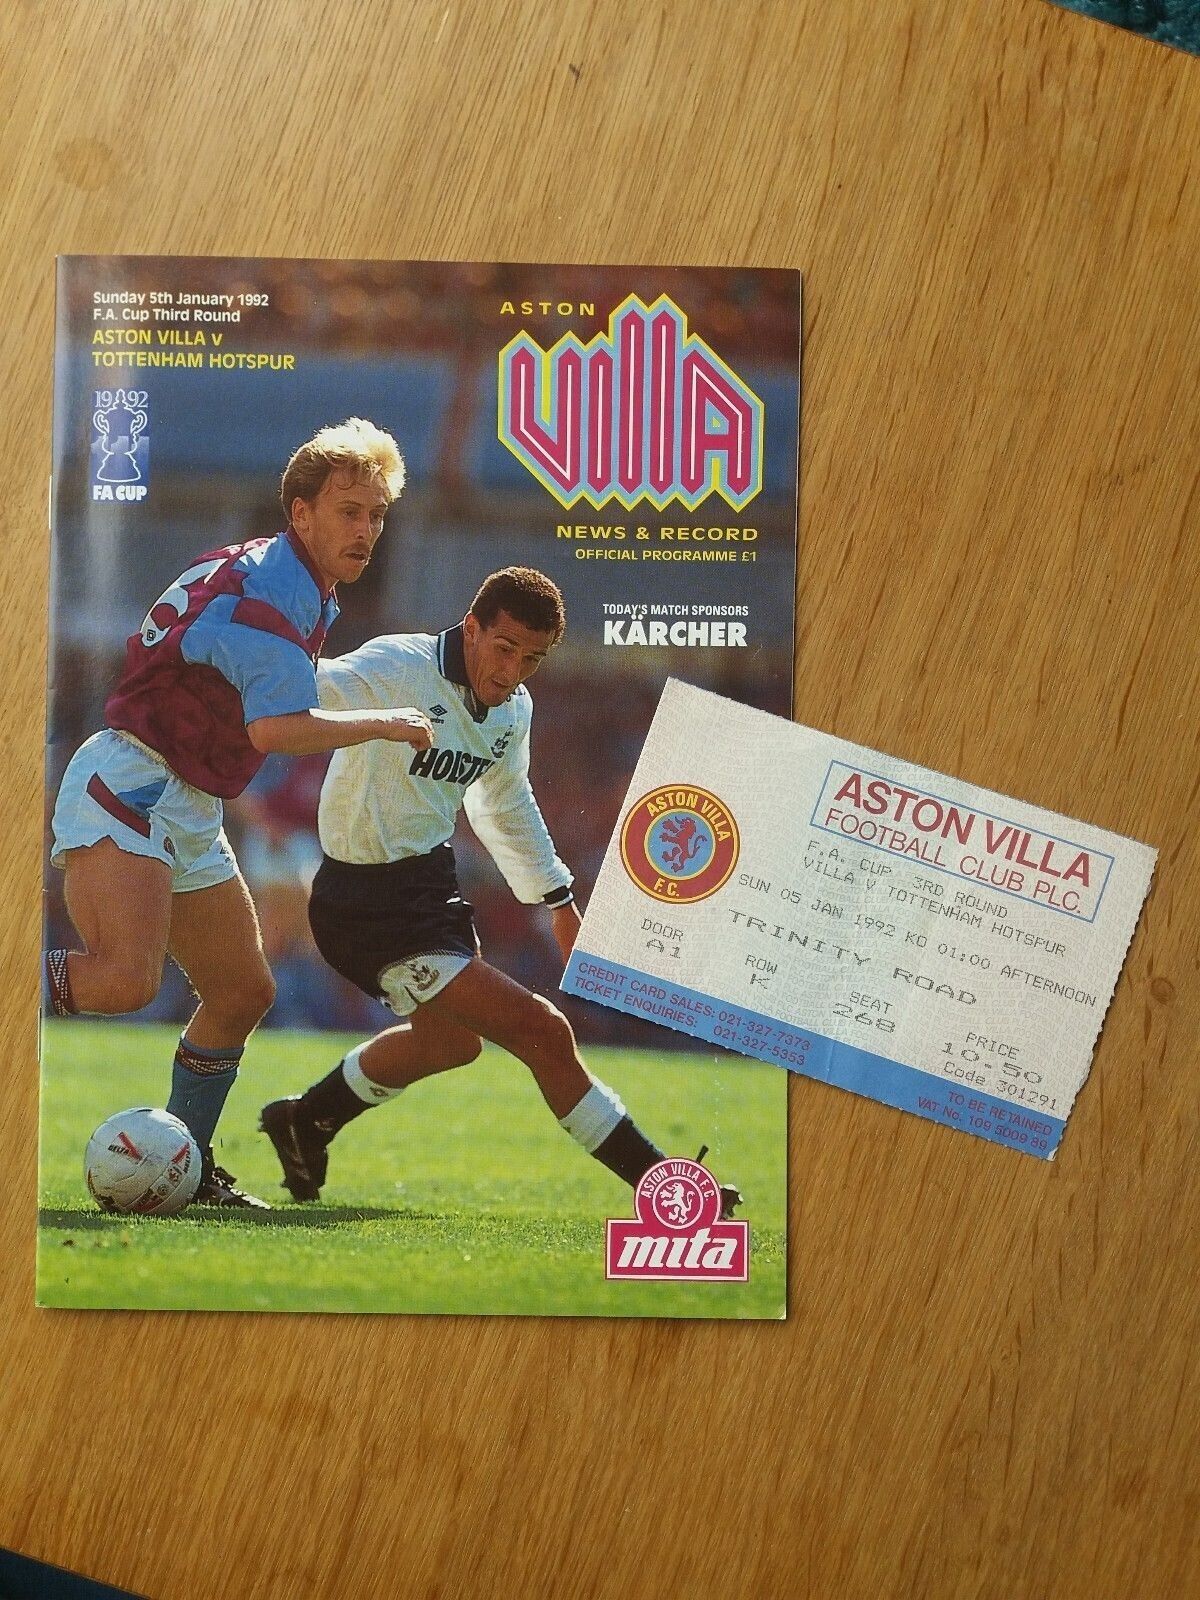 Sunday 5th January 1992
F.A. Cup Third Round
ASTON VILLA v
TOTTENHAM HOTSPUR
19 92
F.A CUP
ASTON
VILLA
NEWS & RECORD
OFFICIAL PROGRAMME £1
TODAY'S MATCH SPONSORS
KÄRCHER
umbro
HOLSTE
DELTA
ASTON VILLA F.C.
mita
ASTON VILLA
F.C.
ASTON VILLA
FOOTBALL CLUB PLC.
F.A. CUP 3RD ROUND
VILLA V TOTTENHAM HOTSPUR
SUN 05 JAN 1992 KO 01:00 AFTERNOON
TRINITY ROAD
DOOR
A1
ROW
K
SEAT
268
PRICE
10.50
Code 301291
CREDIT CARD SALES: 021-327-7373
TICKET ENQUIRIES: 021-327-5353
TO BE RETAINED
VAT No. 109 5009 89